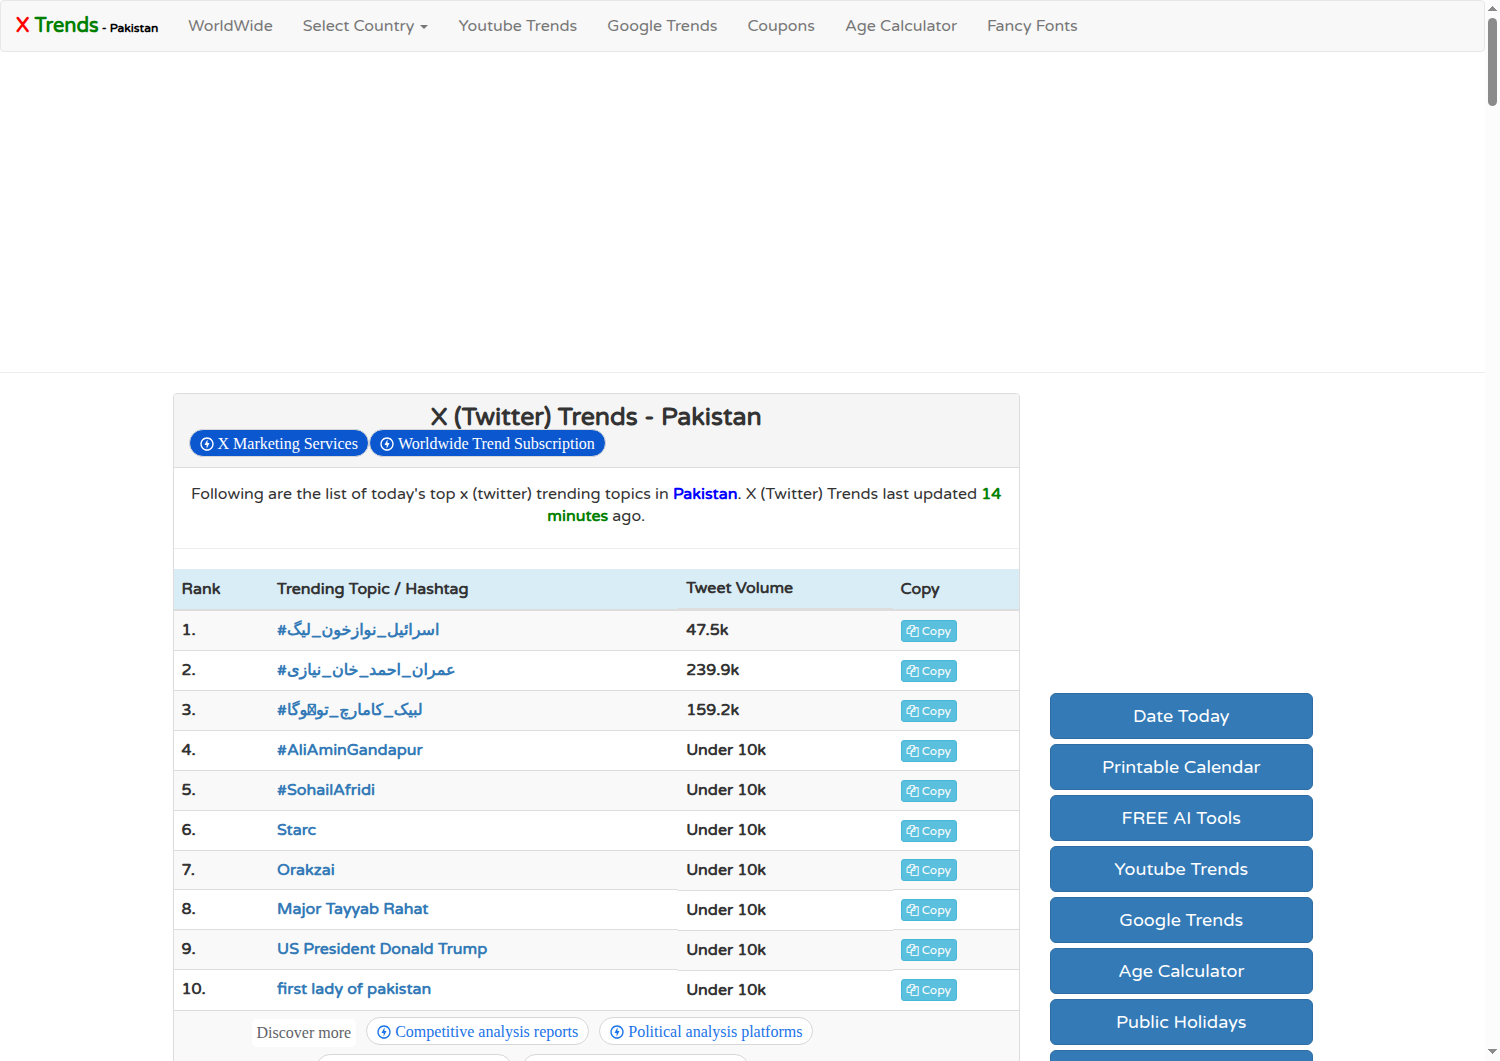 X Trends - Pakistan WorldWide Select Country Youtube Trends Google Trends Coupons Age Calculator Fancy Fonts
X (Twitter) Trends - Pakistan
X Marketing Services Worldwide Trend Subscription
Following are the list of today's top x (twitter) trending topics in Pakistan. X (Twitter) Trends last updated 14
minutes ago.
Rank Trending Topic / Hashtag Tweet Volume Copy
1. #اسرائیل_نوازخون_لیگ 47.5k Copy
2. #عمران_احمد_خان_نیازی 239.9k Copy
3. 159.2k Copy
4. #AliAminGandapur Under 10k Copy
5. #SohailAfridi Under 10k Copy
6. Starc Under 10k Copy
7. Orakzai Under 10k Copy
8. Major Tayyab Rahat Under 10k Copy
9. US President Donald Trump Under 10k Copy
10. first lady of pakistan Under 10k Copy
Discover more Competitive analysis reports Political analysis platforms
Date Today
Printable Calendar
FREE AI Tools
Youtube Trends
Google Trends
Age Calculator
Public Holidays